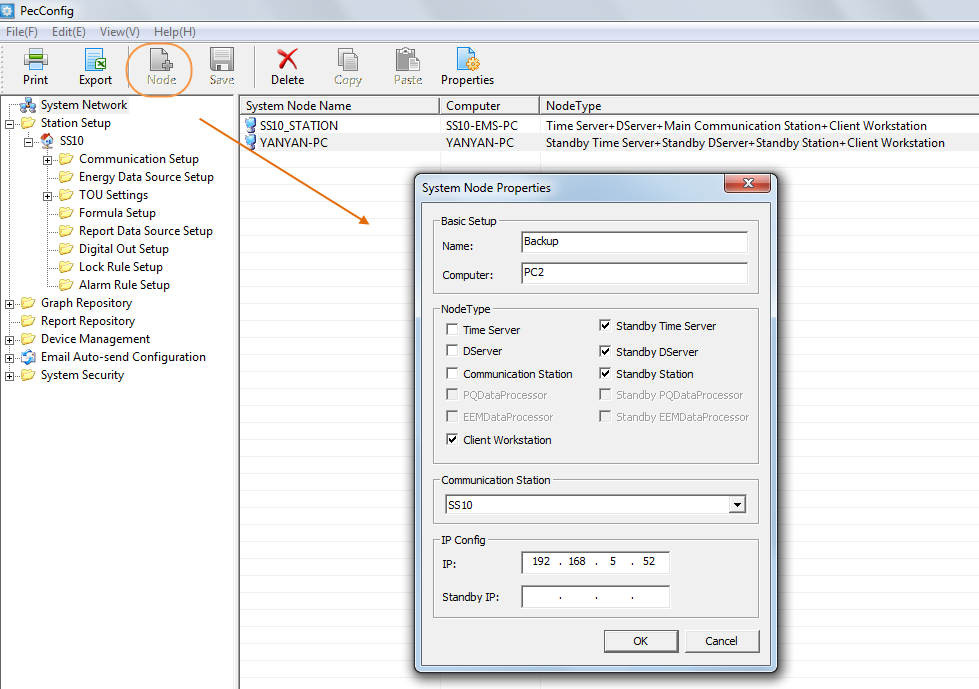 PecConfig
File(F) Edit(E) View(V) Help(H)
Print Export Node Save Delete Copy Paste Properties
System Network
Station Setup
SS10
Communication Setup
Energy Data Source Setup
TOU Settings
Formula Setup
Report Data Source Setup
Digital Out Setup
Lock Rule Setup
Alarm Rule Setup
Graph Repository
Report Repository
Device Management
Email Auto-send Configuration
System Security
System Node Name Computer NodeType
SS10_STATION SS10-EMS-PC Time Server+DServer+Main Communication Station+Client Workstation
YANYAN-PC YANYAN-PC Standby Time Server+Standby DServer+Standby Station+Client Workstation
System Node Properties
Basic Setup
Name: Backup
Computer: PC2
NodeType
Time Server Standby Time Server
DServer Standby DServer
Communication Station Standby Station
PQDataProcessor Standby PQDataProcessor
EEMDataProcessor Standby EEMDataProcessor
Client Workstation
Communication Station
SS10
IP Config
IP: 192 . 168 . 5 . 52
Standby IP: . . .
OK Cancel